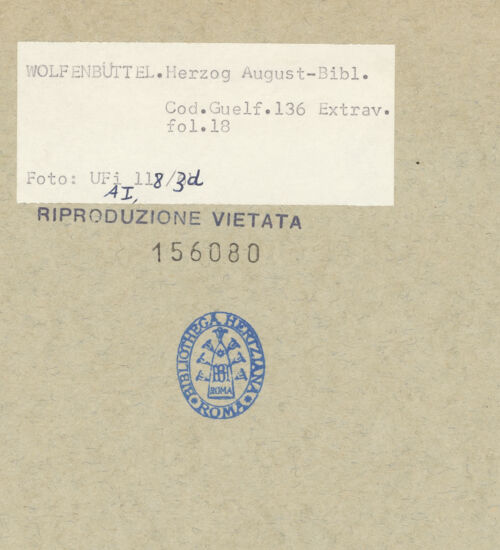 WOLFENBÜTTEL.Herzog August-Bibl.
Cod.Guelf.136 Extrav.
fol.18
Foto: UFi 118/3d
AI,
RIPRODUZIONE VIETATA
156080
BIBLIOTHECA HERTZIANA
ROMA
ROMA